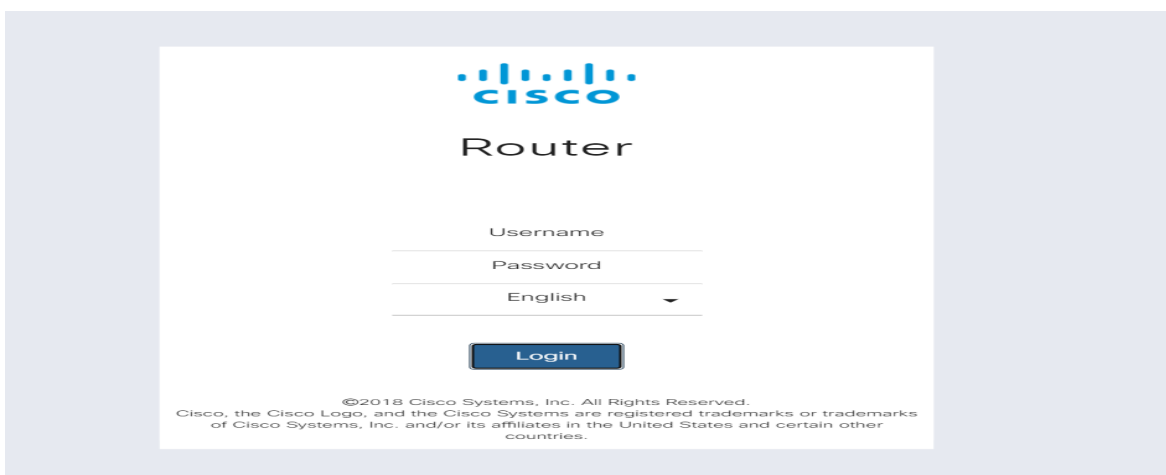 CISCO
Router
Username
Password
English
Login
©2018 Cisco Systems, Inc. All Rights Reserved.
Cisco, the Cisco Logo, and the Cisco Systems are registered trademarks or trademarks
of Cisco Systems, Inc. and/or its affiliates in the United States and certain other
countries.